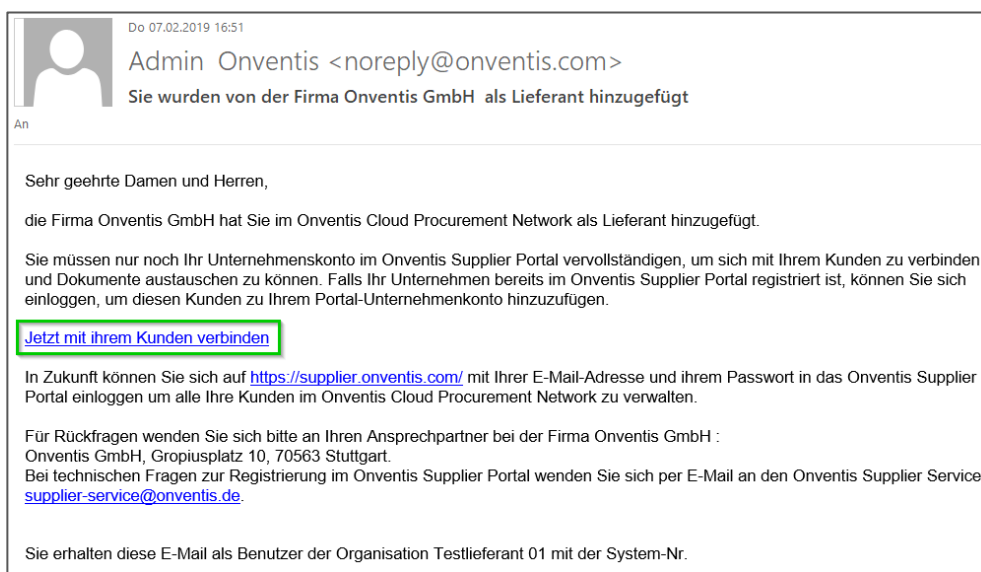 Do 07.02.2019 16:51
Admin Onventis <noreply@onventis.com>
Sie wurden von der Firma Onventis GmbH als Lieferant hinzugefügt
An
Sehr geehrte Damen und Herren,
die Firma Onventis GmbH hat Sie im Onventis Cloud Procurement Network als Lieferant hinzugefügt.
Sie müssen nur noch Ihr Unternehmenskonto im Onventis Supplier Portal vervollständigen, um sich mit Ihrem Kunden zu verbinden
und Dokumente austauschen zu können. Falls Ihr Unternehmen bereits im Onventis Supplier Portal registriert ist, können Sie sich
einloggen, um diesen Kunden zu Ihrem Portal-Unternehmenkonto hinzuzufügen.
Jetzt mit ihrem Kunden verbinden
In Zukunft können Sie sich auf https://supplier.onventis.com/ mit Ihrer E-Mail-Adresse und ihrem Passwort in das Onventis Supplier
Portal einloggen um alle Ihre Kunden im Onventis Cloud Procurement Network zu verwalten.
Für Rückfragen wenden Sie sich bitte an Ihren Ansprechpartner bei der Firma Onventis GmbH :
Onventis GmbH, Gropiusplatz 10, 70563 Stuttgart.
Bei technischen Fragen zur Registrierung im Onventis Supplier Portal wenden Sie sich per E-Mail an den Onventis Supplier Service
supplier-service@onventis.de.
Sie erhalten diese E-Mail als Benutzer der Organisation Testlieferant 01 mit der System-Nr.